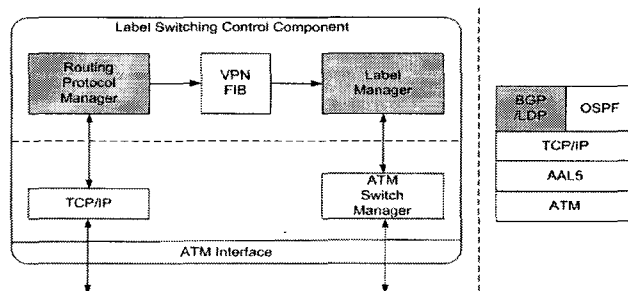 Label Switching Control Component
Routing
Protocol
Manager
VPN
FIB
Label
Manager
TCP/IP
ATM
Switch
Manager
ATM Interface
BGP
/LDP
OSPF
TCP/IP
AAL5
ATM